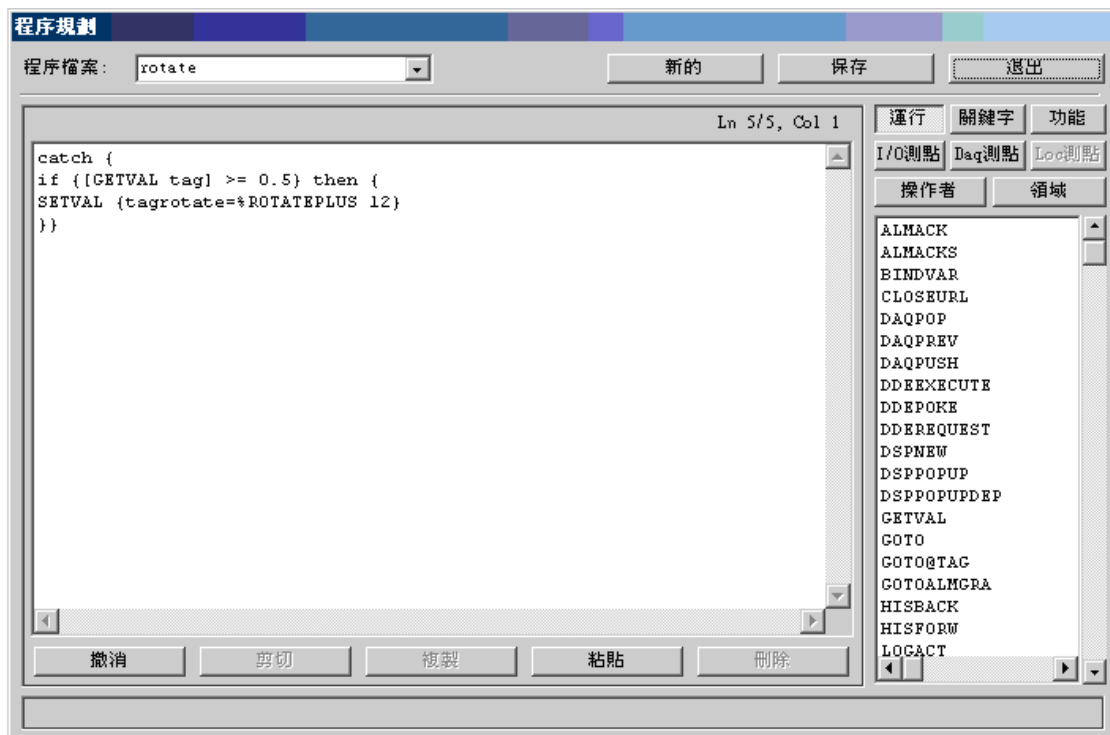 程序規劃
程序檔案: rotate 新的 保存 退出
Ln 5/5, Col 1
catch {
if {[GETVAL tag] >= 0.5} then {
SETVAL {tagrotate=%ROTATEPLUS 12}
}}
撤消 剪切 複製 粘貼 刪除
運行 關鍵字 功能
I/O測點 Daq測點 Loc測點
操作者 領域
ALMACK
ALMACKS
BINDVAR
CLOSEURL
DAQPOP
DAQPREV
DAQPUSH
DDEEXECUTE
DDEPOKE
DDEREQUEST
DSPNEW
DSPPOPUP
DSPPOPUPDEP
GETVAL
GOTO
GOTO@TAG
GOTOALMGRA
HISBACK
HISFORW
LOGACT